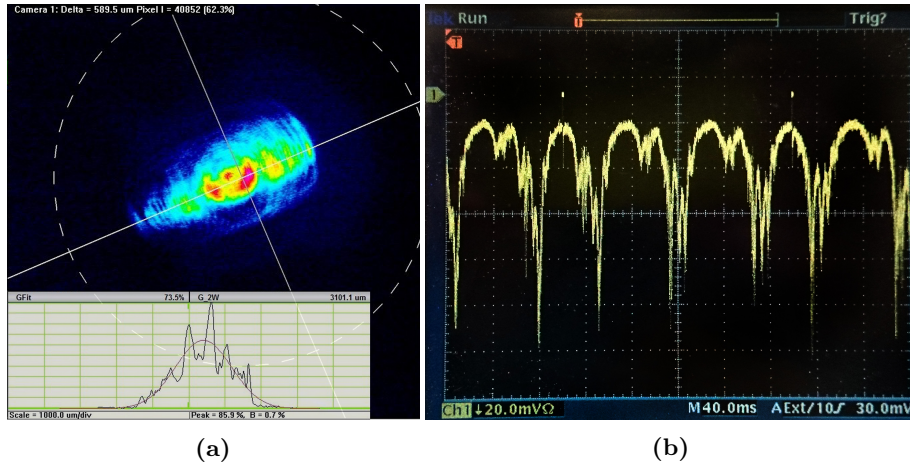 Camera 1: Delta = 589.5 um Pixel I = 40852 (62.3%)
GFit 73.5% G_2W 3101.1 um
Scale = 1000.0 um/div Peak = 85.9 %, B = 0.7 %
(a)
Tek Run Trig?
T
T
1
Ch1 ↓20.0mVΩ M40.0ms AExt/10 ∫ 30.0mV
(b)